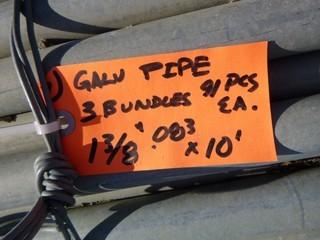 GALV PIPE
3 BUNDLES 91 PCS EA.
1 3/8" .083 x 10'